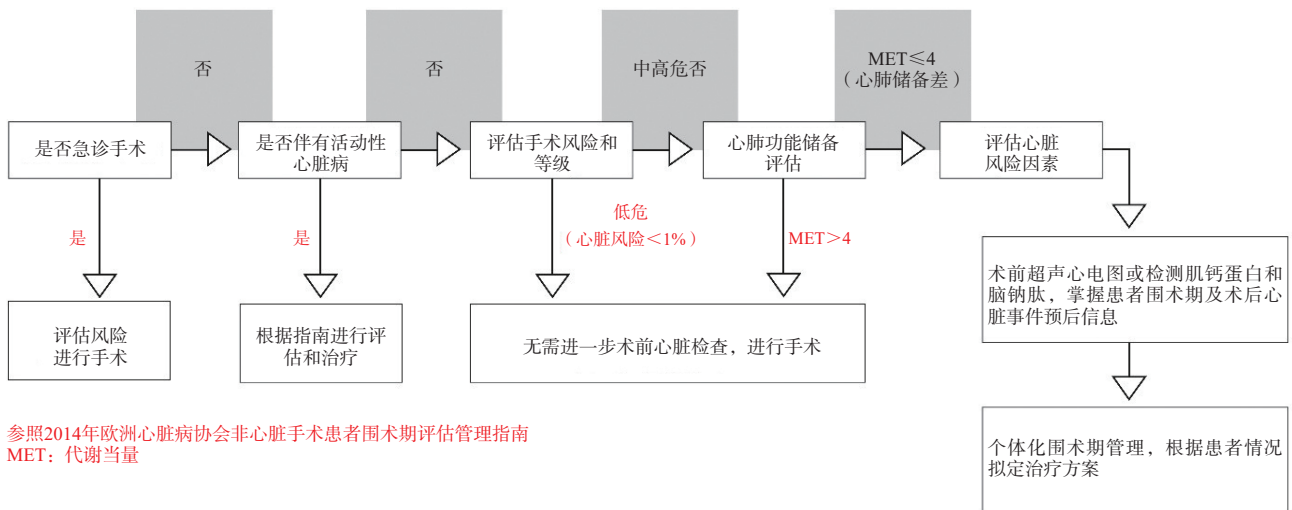 否
否
中高危否
MET≤4
（心肺储备差）
是否急诊手术
是否伴有活动性
心脏病
评估手术风险和
等级
心肺功能储备
评估
评估心脏
风险因素
是
是
低危
（心脏风险＜1%）
MET＞4
评估风险
进行手术
根据指南进行评
估和治疗
无需进一步术前心脏检查，进行手术
术前超声心电图或检测肌钙蛋白和
脑钠肽，掌握患者围术期及术后心
脏事件预后信息
个体化围术期管理，根据患者情况
拟定治疗方案
参照2014年欧洲心脏病协会非心脏手术患者围术期评估管理指南
MET：代谢当量